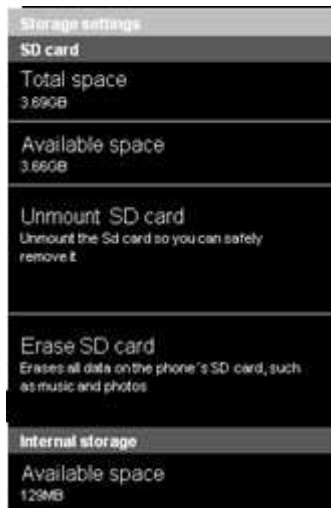 Storage settings
SD card
Total space
3.69GB
Available space
3.66GB
Unmount SD card
Unmount the Sd card so you can safely
remove it
Erase SD card
Erases all data on the phone´s SD card, such
as music and photos
Internal storage
Available space
129MB